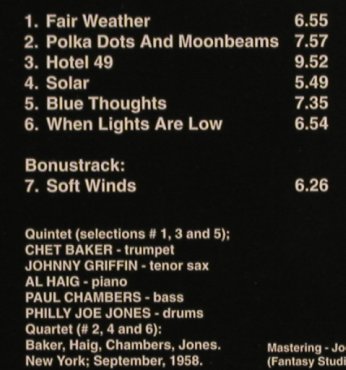 1. Fair Weather 6.55
2. Polka Dots And Moonbeams 7.57
3. Hotel 49 9.52
4. Solar 5.49
5. Blue Thoughts 7.35
6. When Lights Are Low 6.54
Bonustrack:
7. Soft Winds 6.26
Quintet (selections # 1, 3 and 5);
CHET BAKER - trumpet
JOHNNY GRIFFIN - tenor sax
AL HAIG - piano
PAUL CHAMBERS - bass
PHILLY JOE JONES - drums
Quartet (# 2, 4 and 6):
Baker, Haig, Chambers, Jones.
New York; September, 1958.
Mastering - Jo
(Fantasy Studi